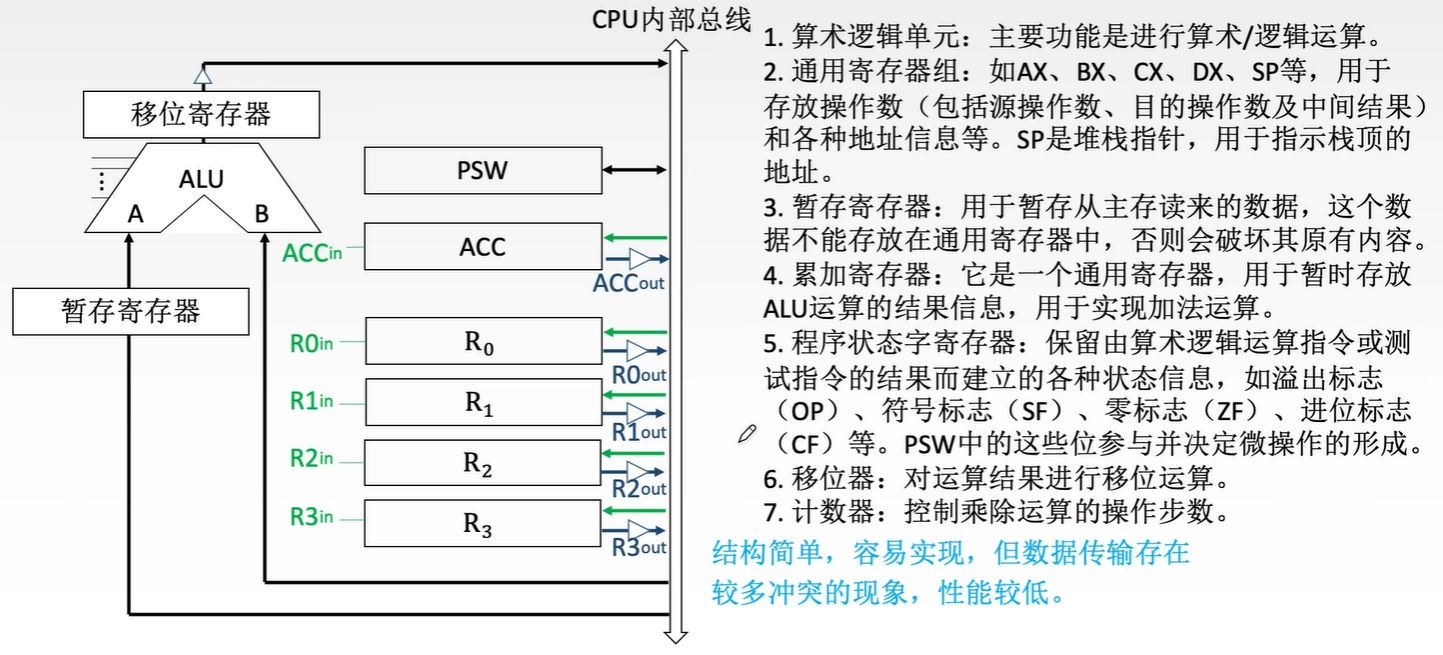 CPU内部总线
移位寄存器
ALU
⋮
A
B
暂存寄存器
PSW
ACCin
ACC
ACCout
R0in
R₀
R0out
R1in
R₁
R1out
R2in
R₂
R2out
R3in
R₃
R3out
1. 算术逻辑单元：主要功能是进行算术/逻辑运算。
2. 通用寄存器组：如AX、BX、CX、DX、SP等，用于
存放操作数（包括源操作数、目的操作数及中间结果）
和各种地址信息等。SP是堆栈指针，用于指示栈顶的
地址。
3. 暂存寄存器：用于暂存从主存读来的数据，这个数
据不能存放在通用寄存器中，否则会破坏其原有内容。
4. 累加寄存器：它是一个通用寄存器，用于暂时存放
ALU运算的结果信息，用于实现加法运算。
5. 程序状态字寄存器：保留由算术逻辑运算指令或测
试指令的结果而建立的各种状态信息，如溢出标志
（OP）、符号标志（SF）、零标志（ZF）、进位标志
（CF）等。PSW中的这些位参与并决定微操作的形成。
6. 移位器：对运算结果进行移位运算。
7. 计数器：控制乘除运算的操作步数。
结构简单，容易实现，但数据传输存在
较多冲突的现象，性能较低。